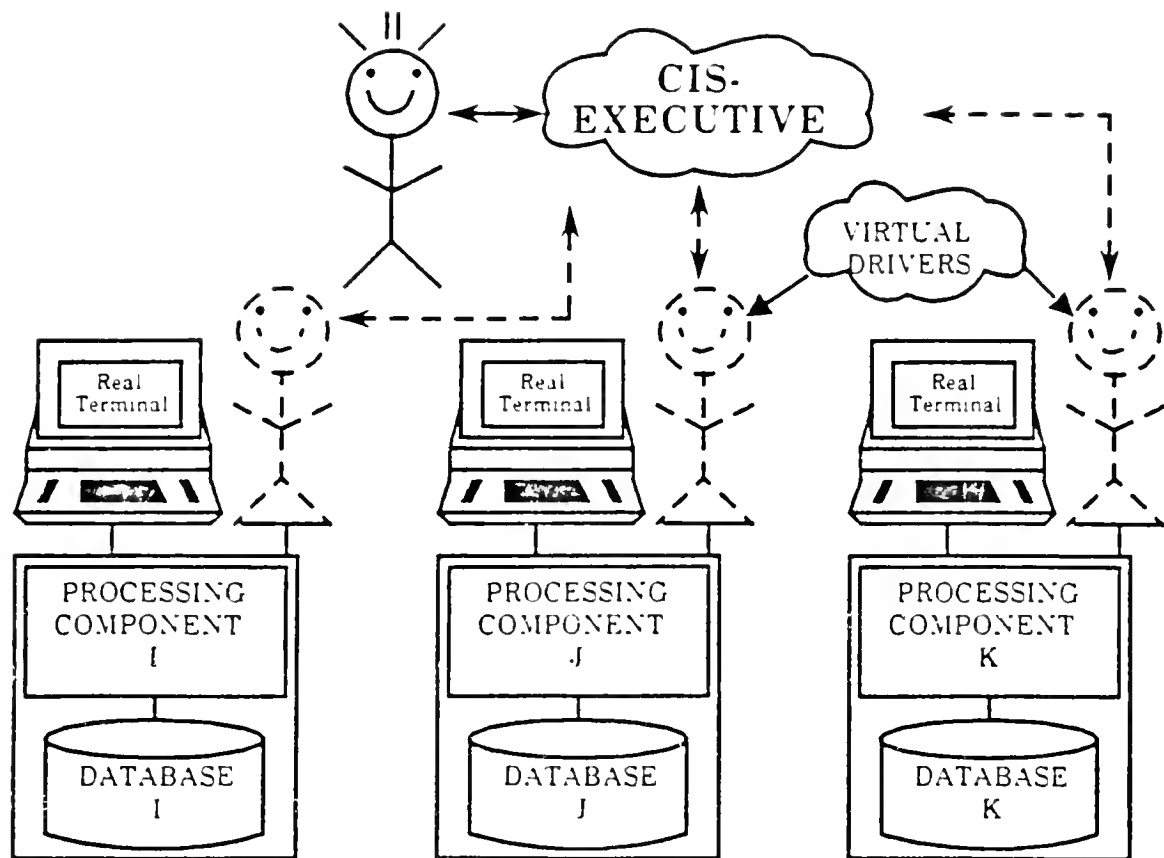 CIS-
EXECUTIVE
VIRTUAL
DRIVERS
Real
Terminal
Real
Terminal
Real
Terminal
PROCESSING
COMPONENT
I
PROCESSING
COMPONENT
J
PROCESSING
COMPONENT
K
DATABASE
I
DATABASE
J
DATABASE
K